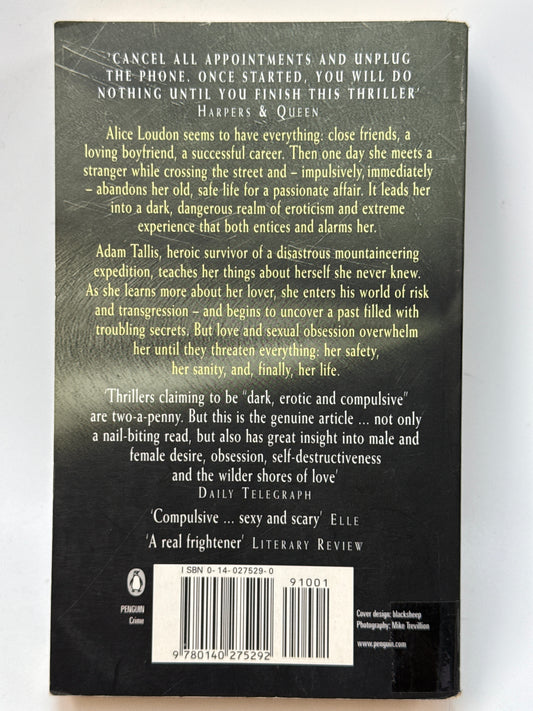 'CANCEL ALL APPOINTMENTS AND UNPLUG
THE PHONE. ONCE STARTED, YOU WILL DO
NOTHING UNTIL YOU FINISH THIS THRILLER'
HARPERS & QUEEN
Alice Loudon seems to have everything: close friends, a
loving boyfriend, a successful career. Then one day she meets a
stranger while crossing the street and – impulsively, immediately
– abandons her old, safe life for a passionate affair. It leads her
into a dark, dangerous realm of eroticism and extreme
experience that both entices and alarms her.
Adam Tallis, heroic survivor of a disastrous mountaineering
expedition, teaches her things about herself she never knew.
As she learns more about her lover, she enters his world of risk
and transgression – and begins to uncover a past filled with
troubling secrets. But love and sexual obsession overwhelm
her until they threaten everything: her safety,
her sanity, and, finally, her life.
'Thrillers claiming to be "dark, erotic and compulsive"
are two-a-penny. But this is the genuine article ... not only
a nail-biting read, but also has great insight into male and
female desire, obsession, self-destructiveness
and the wilder shores of love'
DAILY TELEGRAPH
'Compulsive ... sexy and scary' ELLE
'A real frightener' LITERARY REVIEW
ISBN 0-14-027529-0
91001
9 780140 275292
PENGUIN
Crime
Cover design: blacksheep
Photography: Mike Trevillion
www.penguin.com